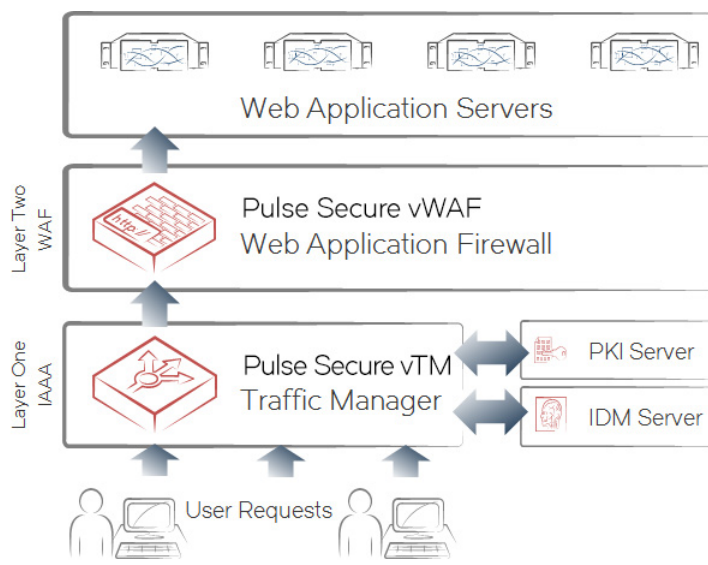 Web Application Servers
Layer Two
WAF
http://
Pulse Secure vWAF
Web Application Firewall
Layer One
IAAA
Pulse Secure vTM
Traffic Manager
PKI Server
IDM Server
User Requests